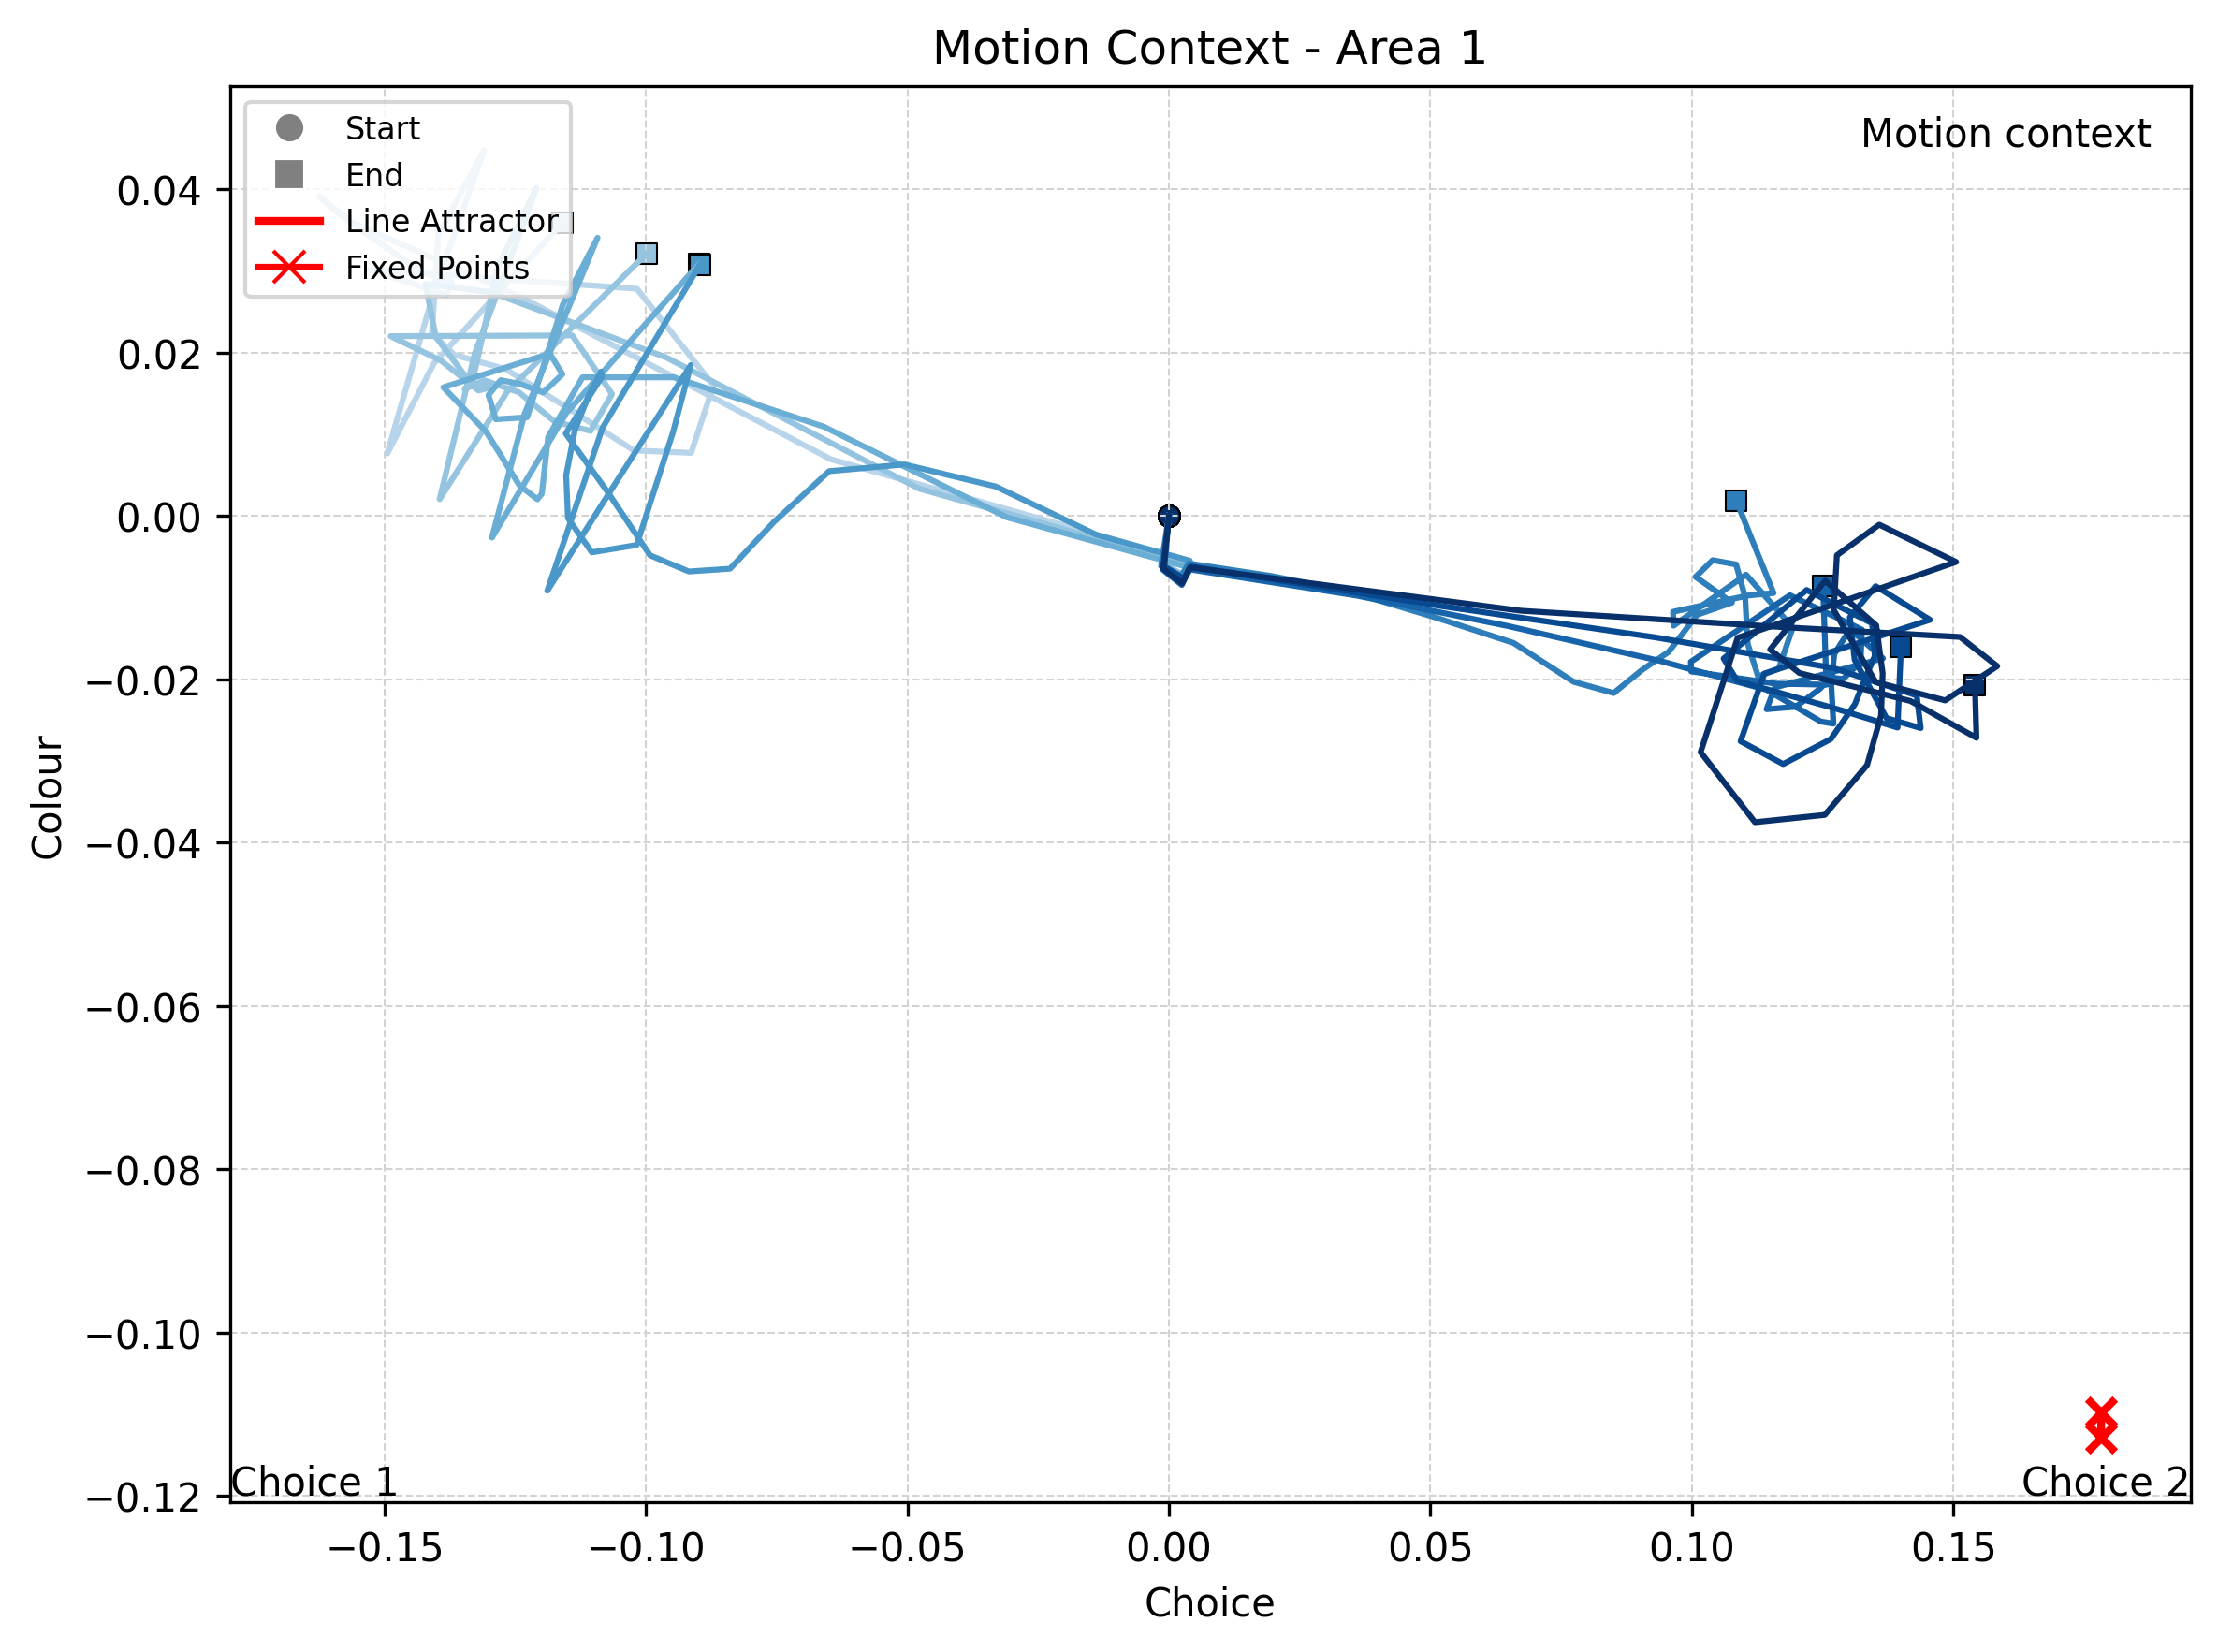 Motion Context - Area 1
Start
End
Line Attractor
Fixed Points
Motion context
0.04
0.02
0.00
−0.02
−0.04
−0.06
−0.08
−0.10
−0.12
Colour
Choice 1
Choice 2
−0.15
−0.10
−0.05
0.00
0.05
0.10
0.15
Choice